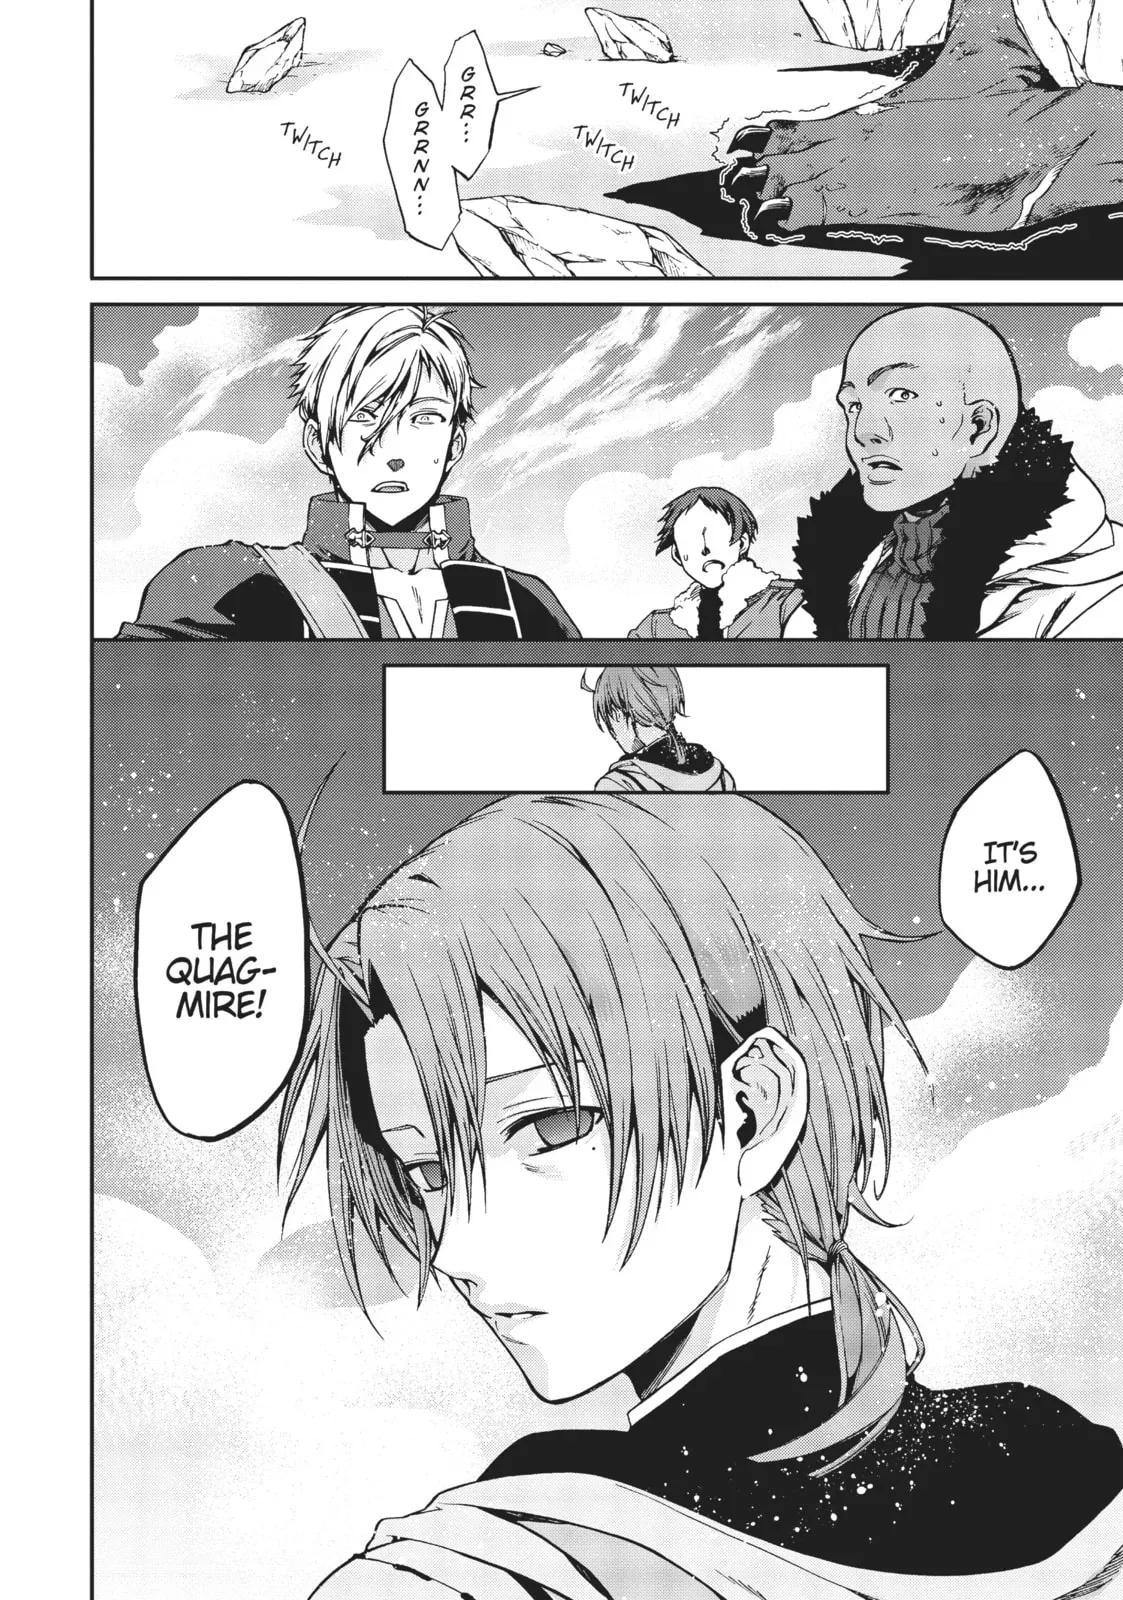 GRR...
GRRNN...
TWITCH
TWITCH
TWITCH
IT'S
HIM...
THE
QUAG-
MIRE!